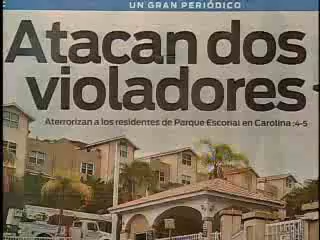 UN GRAN PERIÓDICO
Atacan dos
violadores
Aterrorizan a los residentes de Parque Escorial en Carolina :4-5